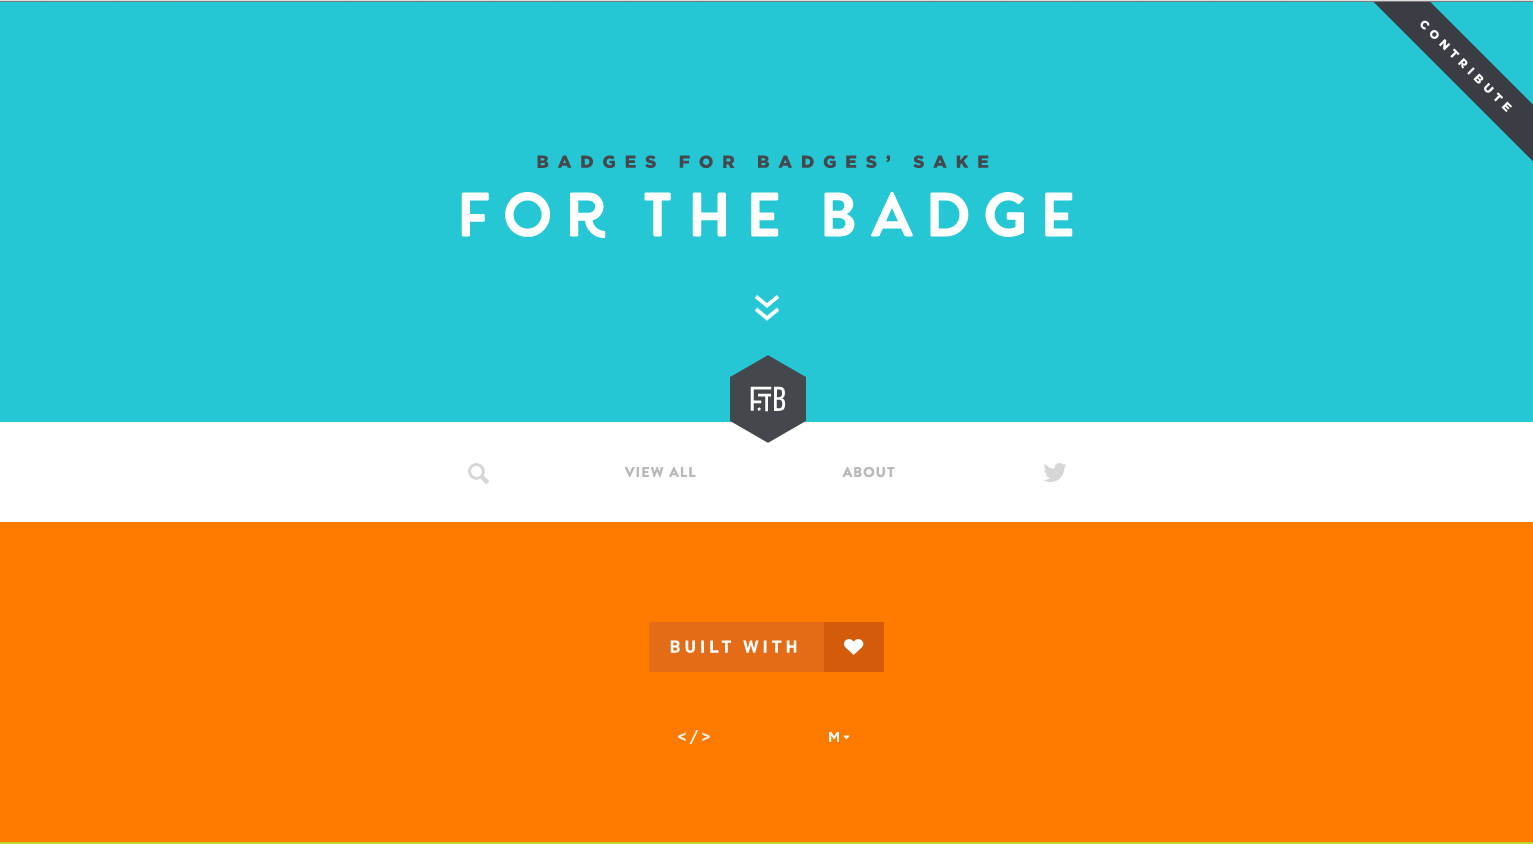 CONTRIBUTE
BADGES FOR BADGES’ SAKE
FOR THE BADGE
FTB
VIEW ALL
ABOUT
BUILT WITH
</>
M